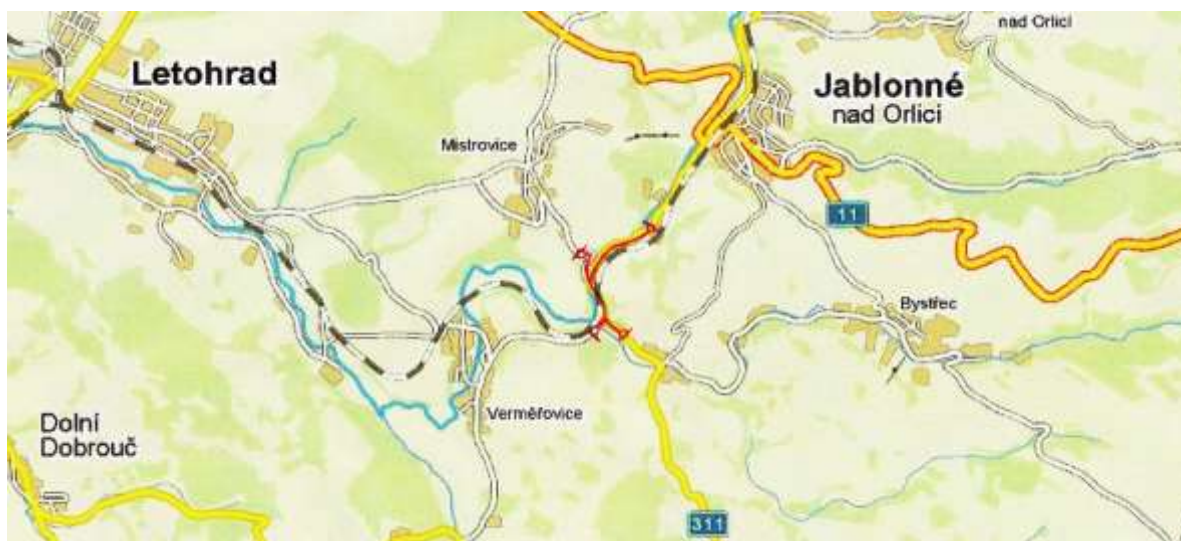 nad Orlicí
Letohrad
Jablonné
nad Orlicí
Mistrovice
11
Bystřec
Verměřovice
Dolní
Dobrouč
311